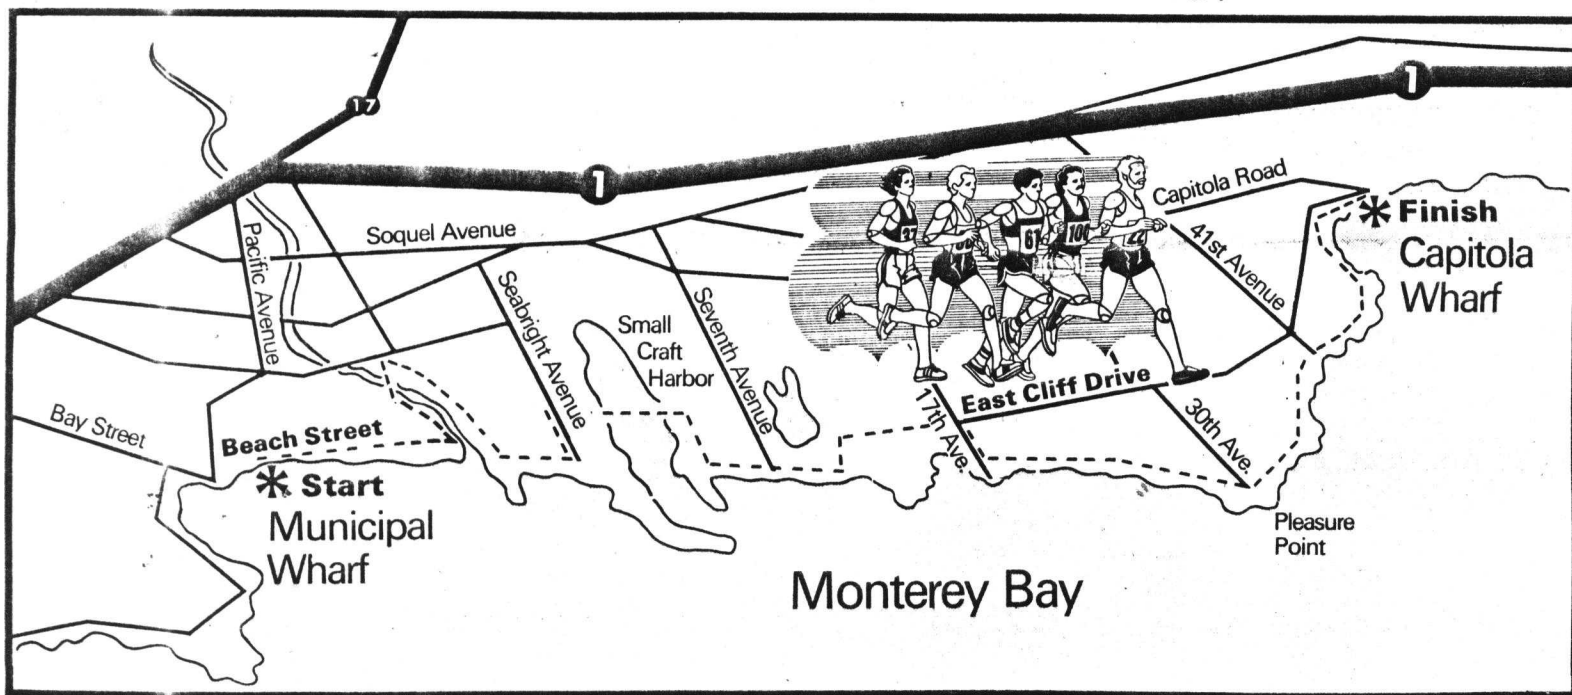 17
1
1
Pacific Avenue
Soquel Avenue
Seabright Avenue
Small
Craft
Harbor
Seventh Avenue
37
61
100
Capitola Road
41st Avenue
Finish
Capitola
Wharf
Bay Street
Beach Street
Start
Municipal
Wharf
17th Ave.
East Cliff Drive
30th Ave.
Pleasure
Point
Monterey Bay